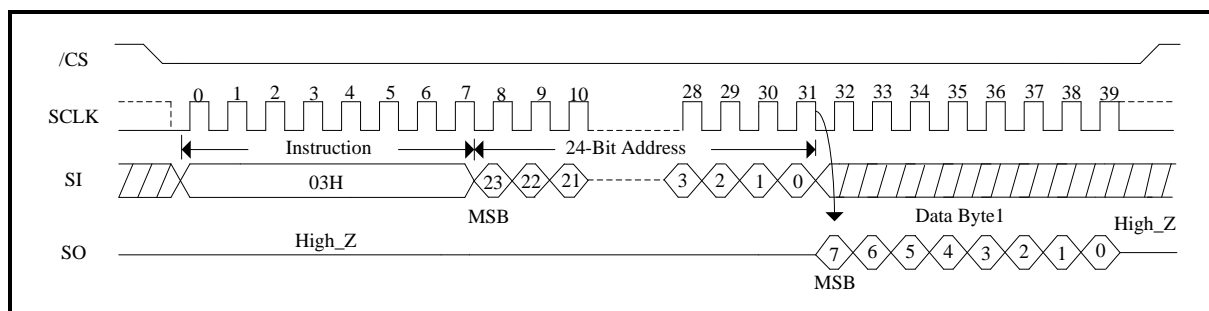 /CS
0 1 2 3 4 5 6 7 8 9 10 28 29 30 31 32 33 34 35 36 37 38 39
SCLK
Instruction 24-Bit Address
SI 03H 23 22 21 3 2 1 0
MSB Data Byte1
High_Z High_Z
SO 7 6 5 4 3 2 1 0
MSB